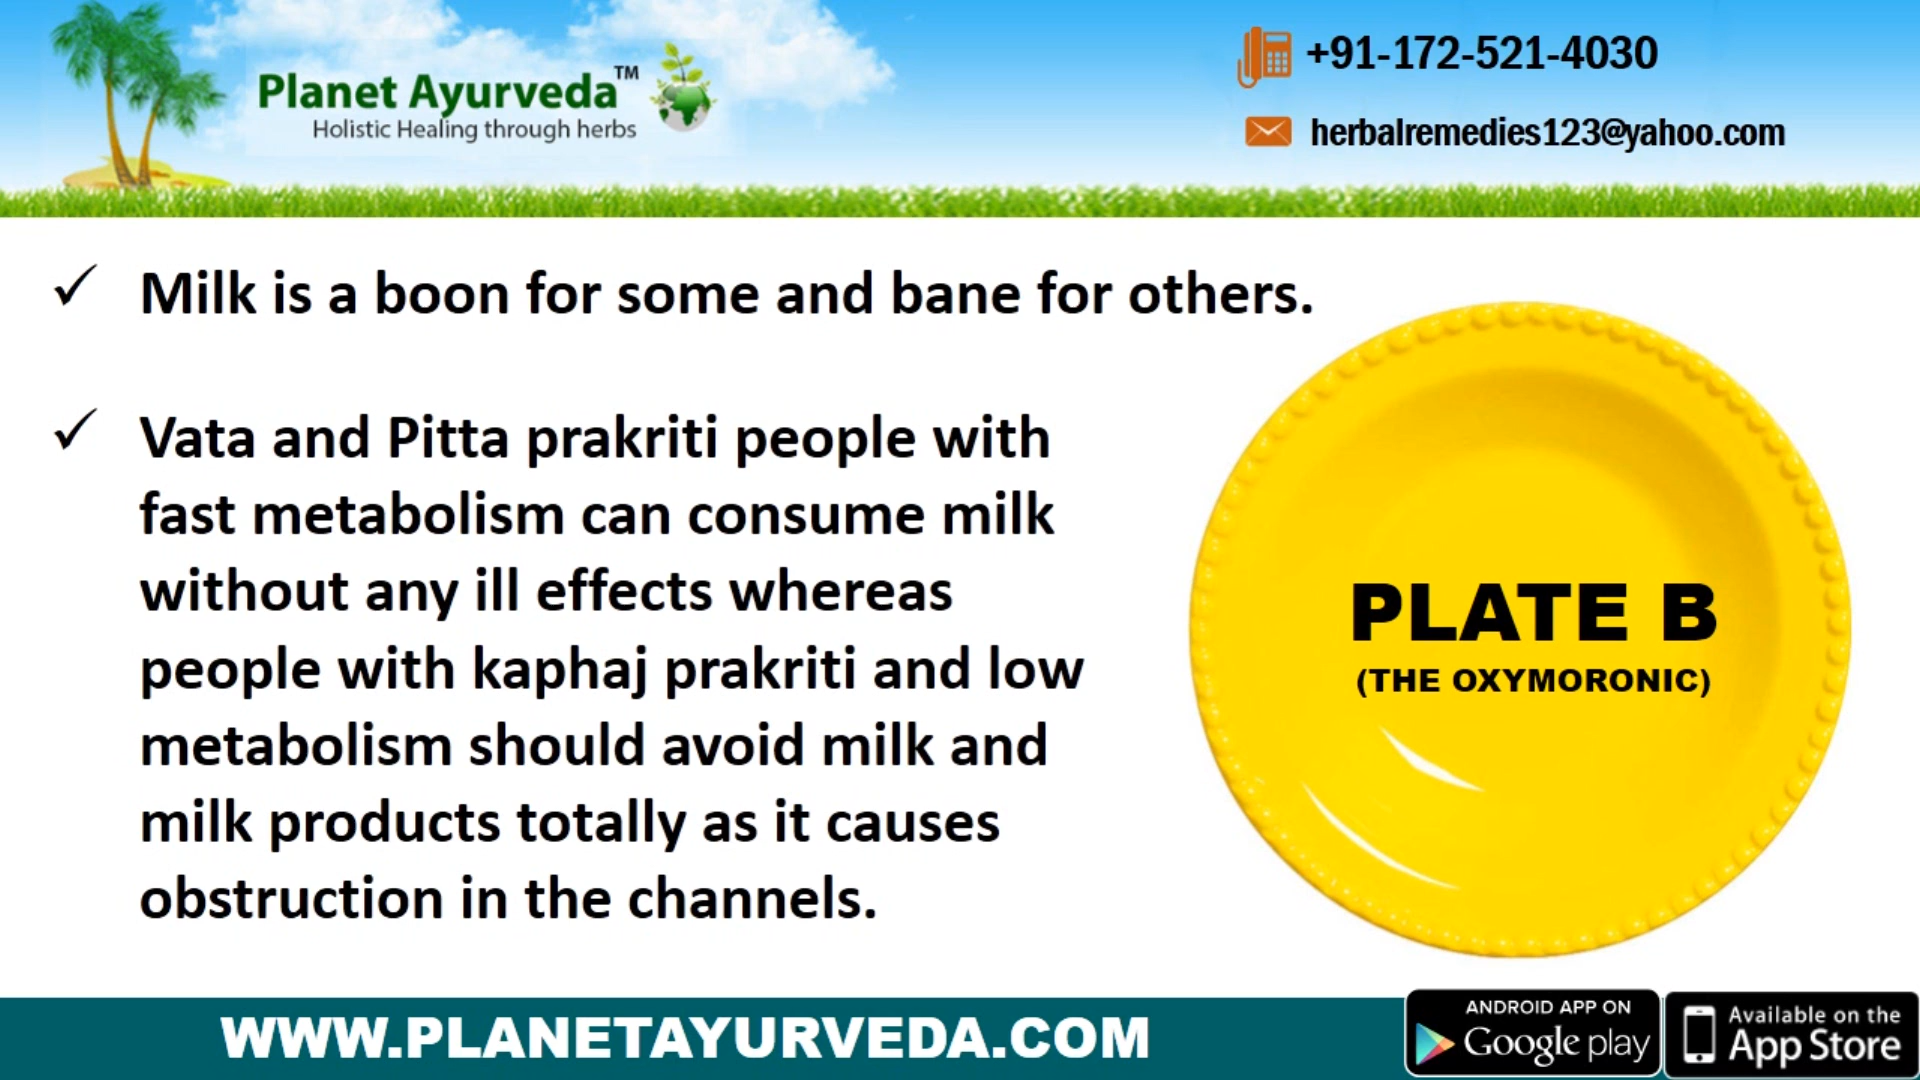 Planet Ayurveda™
Holistic Healing through herbs
+91-172-521-4030
herbalremedies123@yahoo.com
✓ Milk is a boon for some and bane for others.
✓ Vata and Pitta prakriti people with
fast metabolism can consume milk
without any ill effects whereas
people with kaphaj prakriti and low
metabolism should avoid milk and
milk products totally as it causes
obstruction in the channels.
PLATE B
(THE OXYMORONIC)
WWW.PLANETAYURVEDA.COM
ANDROID APP ON
Google play
Available on the
App Store